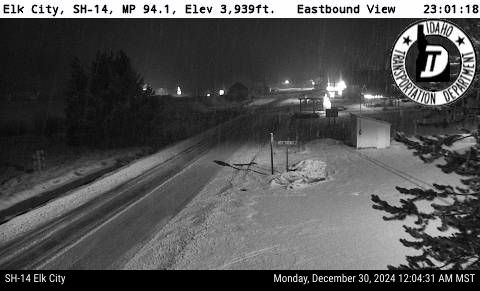 Elk City, SH-14, MP 94.1, Elev 3,939ft.   Eastbound View    23:01:18
IDAHO
TRANSPORTATION DEPARTMENT
SH-14 Elk City
Monday, December 30, 2024 12:04:31 AM MST